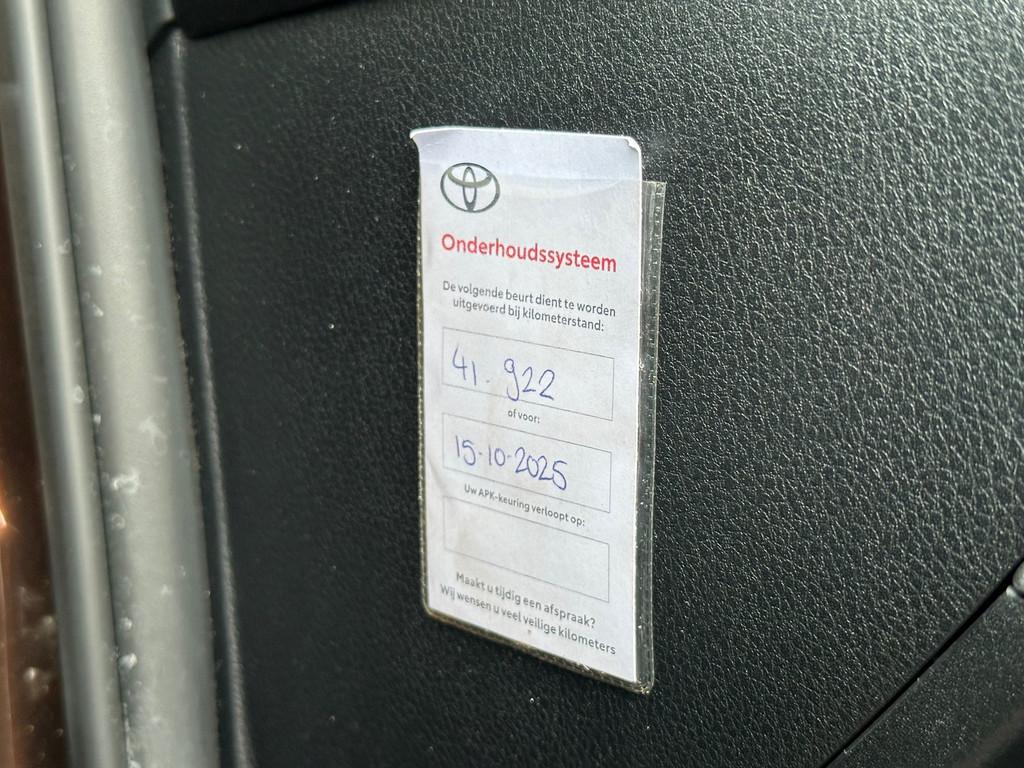 Onderhoudssysteem
De volgende beurt dient te worden
uitgevoerd bij kilometerstand:
41.922
of voor:
15-10-2025
Uw APK-keuring verloopt op:
Maakt u tijdig een afspraak?
Wij wensen u veel veilige kilometers